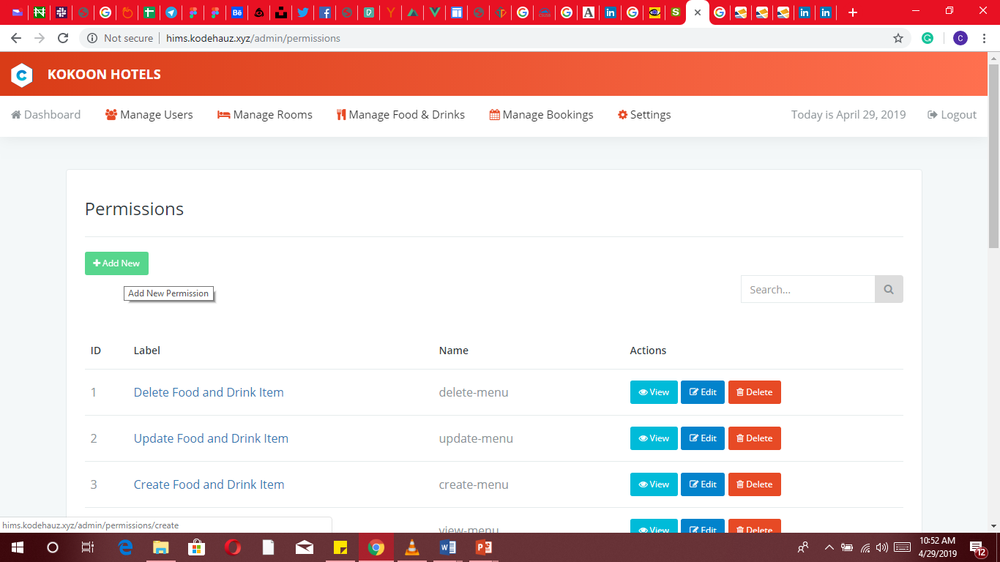 Not secure | hims.kodehauz.xyz/admin/permissions
KOKOON HOTELS
Dashboard Manage Users Manage Rooms Manage Food & Drinks Manage Bookings Settings Today is April 29, 2019 Logout
Permissions
Add New
Add New Permission
Search...
ID Label Name Actions
1 Delete Food and Drink Item delete-menu View Edit Delete
2 Update Food and Drink Item update-menu View Edit Delete
3 Create Food and Drink Item create-menu View Edit Delete
view-menu View Edit Delete
hims.kodehauz.xyz/admin/permissions/create
10:52 AM
4/29/2019
12